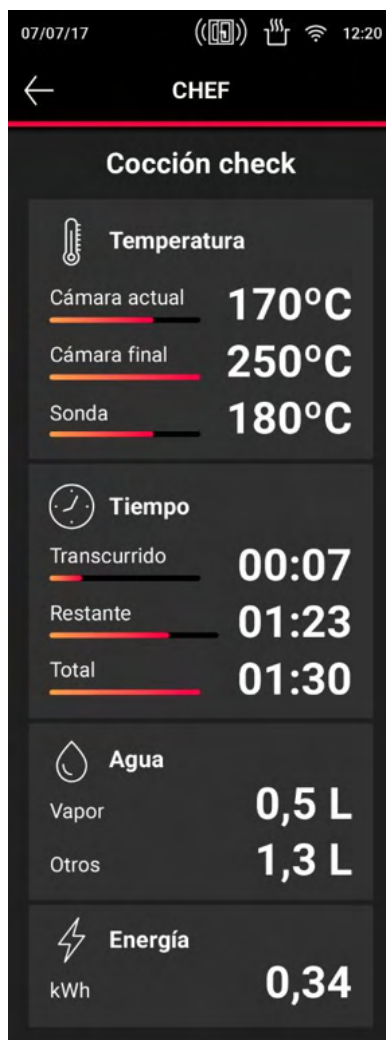 07/07/17 12:20
CHEF
Cocción check
Temperatura
Cámara actual 170ºC
Cámara final 250ºC
Sonda 180ºC
Tiempo
Transcurrido 00:07
Restante 01:23
Total 01:30
Agua
Vapor 0,5 L
Otros 1,3 L
Energía
kWh 0,34